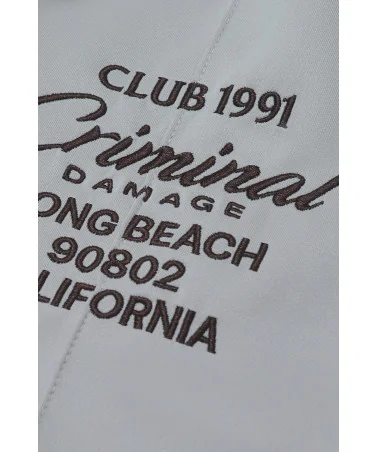 CLUB 1991
Criminal
DAMAGE
ONG BEACH
90802
LIFORNIA